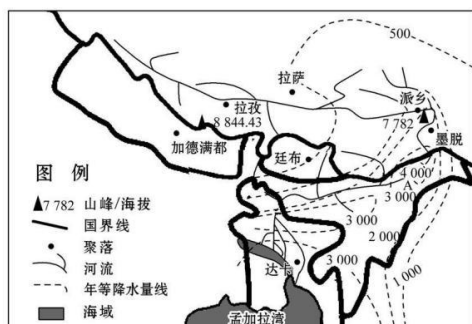 500
拉萨
拉孜
派乡
8 844.43
7 782
加德满都
墨脱
廷布
4 000
A
3 000
图 例
7 782 山峰/海拔
3 000
国界线
2 000
聚落
达卡
3 000
河流
1 000
年等降水量线
海域
孟加拉湾